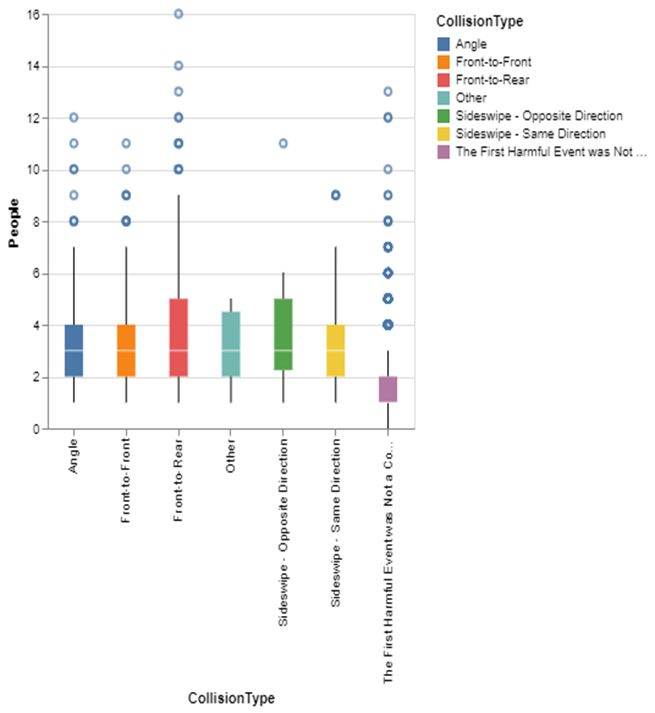 16
14
12
10
8
6
4
2
0
People
Angle
Front-to-Front
Front-to-Rear
Other
Sideswipe - Opposite Direction
Sideswipe - Same Direction
The First Harmful Event was Not a Co…
CollisionType
CollisionType
Angle
Front-to-Front
Front-to-Rear
Other
Sideswipe - Opposite Direction
Sideswipe - Same Direction
The First Harmful Event was Not …